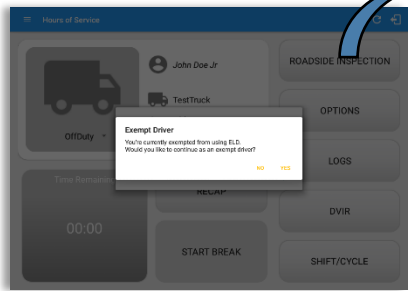 Hours of Service
John Doe Jr
TestTruck
OffDuty
ROADSIDE INSPECTION
OPTIONS
LOGS
DVIR
SHIFT/CYCLE
Exempt Driver
You're currently exempted from using ELD.
Would you like to continue as an exempt driver?
NO YES
Time Remaining
00:00
RECAP
START BREAK